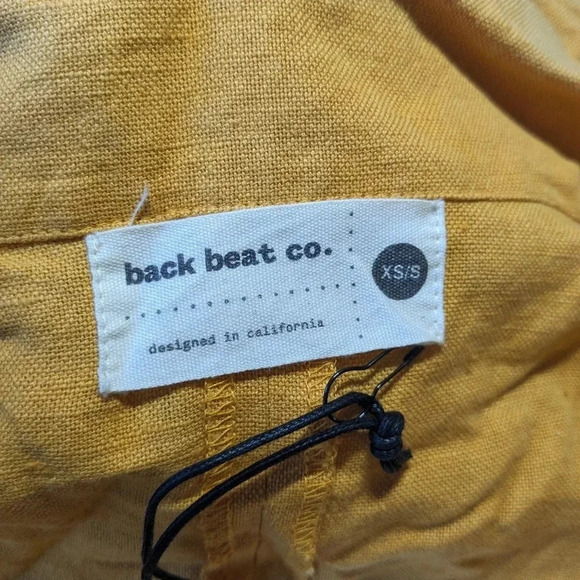 back beat co.
XS/S
designed in california